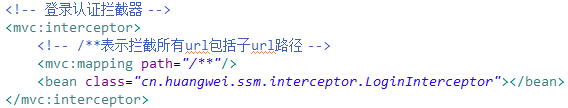 <!-- 登录认证拦截器 -->
<mvc:interceptor>
<!-- /**表示拦截所有url包括子url路径 -->
<mvc:mapping path="/**"/>
<bean class="cn.huangwei.ssm.interceptor.LoginInterceptor"></bean>
</mvc:interceptor>